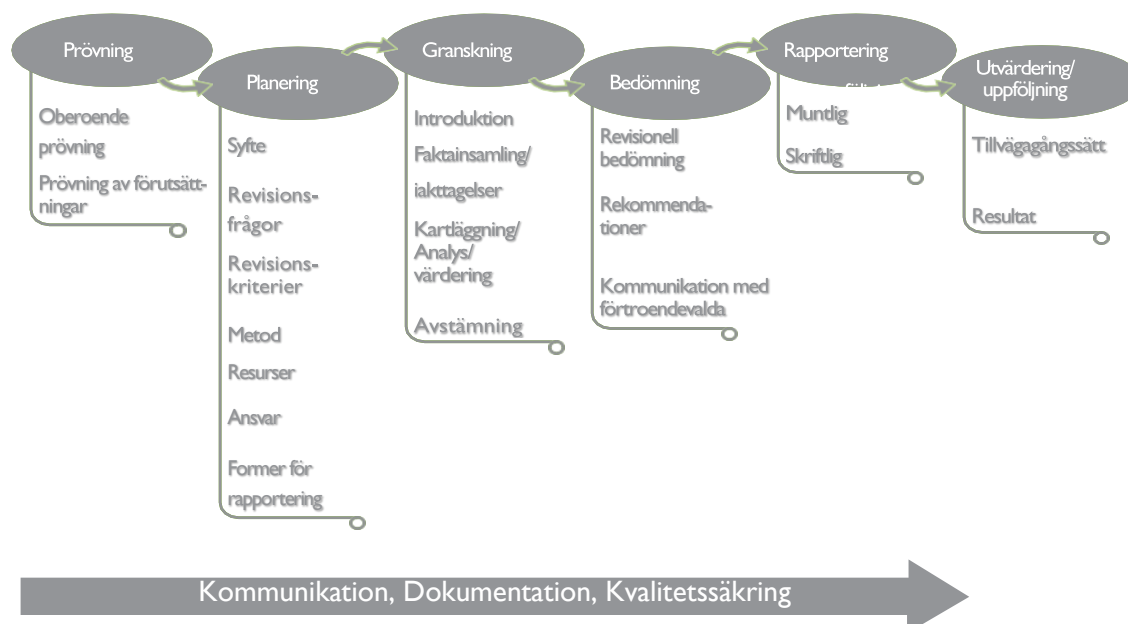 Prövning
Oberoende
prövning
Prövning av förutsätt-
ningar
Planering
Syfte
Revisions-
frågor
Revisions-
kriterier
Metod
Resurser
Ansvar
Former för
rapportering
Granskning
Introduktion
Faktainsamling/
iakttagelser
Kartläggning/
Analys/
värdering
Avstämning
Bedömning
Revisionell
bedömning
Rekommenda-
tioner
Kommunikation med
förtroendevalda
Rapportering
Muntlig
Skriftlig
Utvärdering/
uppföljning
Tillvägagångssätt
Resultat
Kommunikation, Dokumentation, Kvalitetssäkring